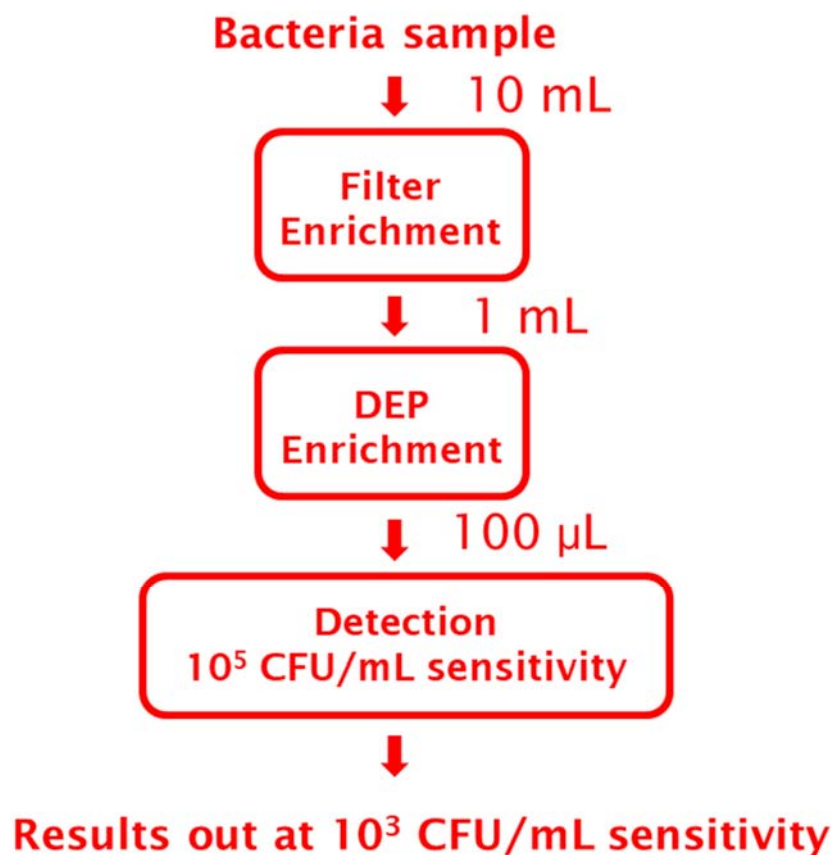 Bacteria sample
10 mL
Filter
Enrichment
1 mL
DEP
Enrichment
100 µL
Detection
10⁵ CFU/mL sensitivity
Results out at 10³ CFU/mL sensitivity